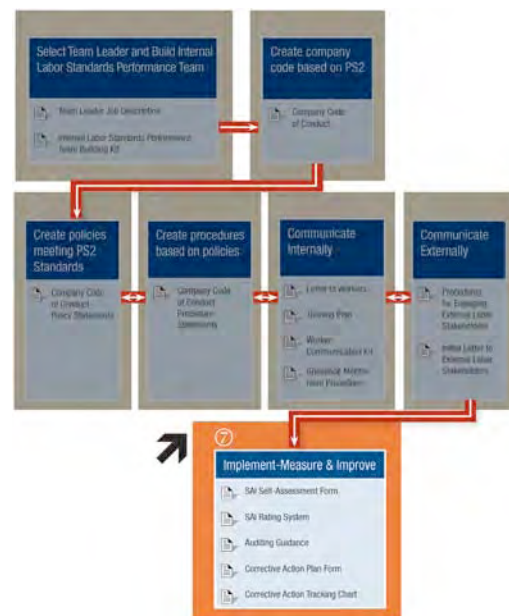 Select Team Leader and Build Internal
Labor Standards Performance Team
Team Leader Job Description
Internal Labor Standards Performance
Team Building Kit
Create company
code based on PS2
Company Code
of Conduct
Create policies
meeting PS2
Standards
Company Code
of Conduct
Policy Statements
Create procedures
based on policies
Company Code
of Conduct
Procedure
Statements
Communicate
Internally
Letter to workers
Training Plan
Worker
Communication Kit
Grievance Mecha-
nism Procedure
Communicate
Externally
Procedures
for Engaging
External Labor
Stakeholders
Initial Letter to
External Labor
Stakeholders
⑦
Implement-Measure & Improve
SAI Self-Assessment Form
SAI Rating System
Auditing Guidance
Corrective Action Plan Form
Corrective Action Tracking Chart